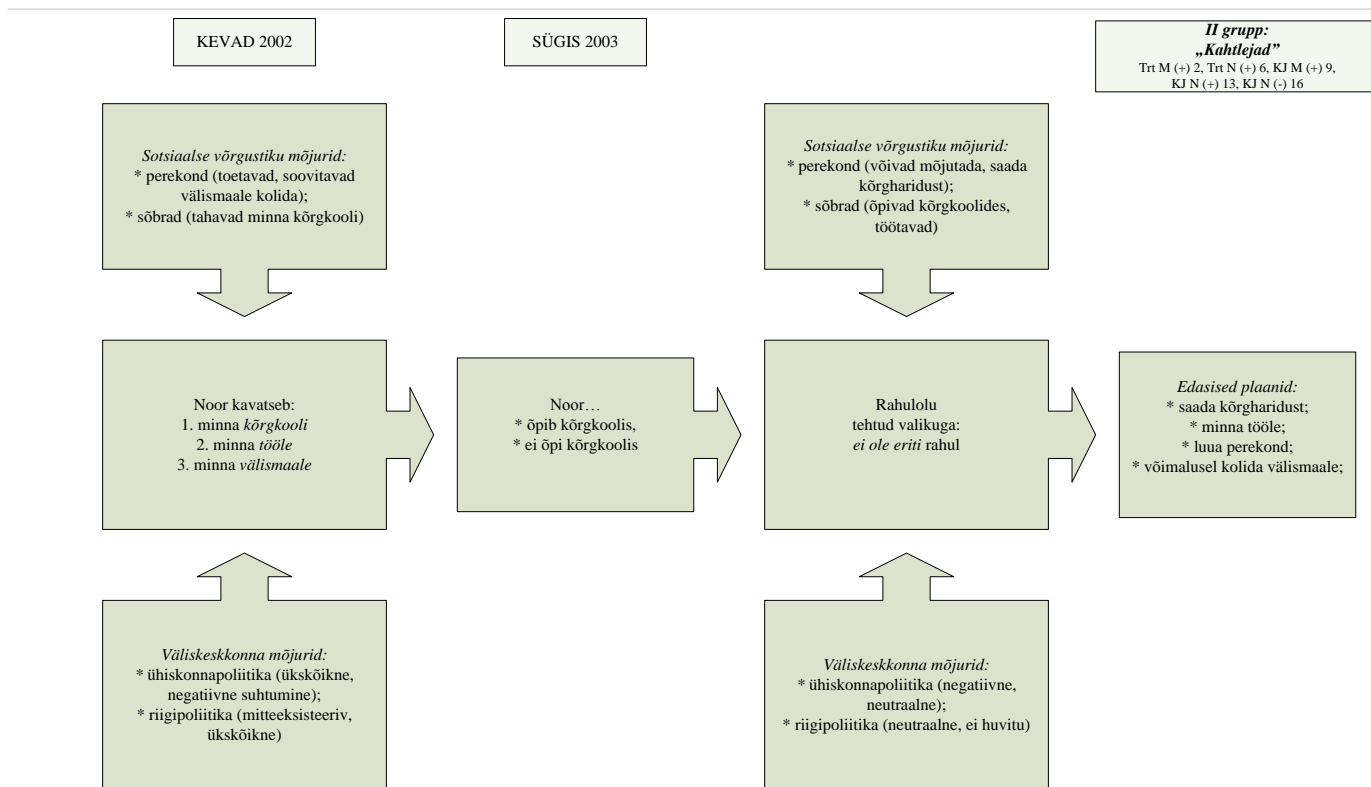 KEVAD 2002
SÜGIS 2003
II grupp:
„Kahtlejad”
Trt M (+) 2, Trt N (+) 6, KJ M (+) 9,
KJ N (+) 13, KJ N (-) 16
Sotsiaalse võrgustiku mõjurid:
* perekond (toetavad, soovitavad
välismaale kolida);
* sõbrad (tahavad minna kõrgkooli)
Sotsiaalse võrgustiku mõjurid:
* perekond (võivad mõjutada, saada
kõrgharidust);
* sõbrad (õpivad kõrgkoolides,
töötavad)
Noor kavatseb:
1. minna kõrgkooli
2. minna tööle
3. minna välismaale
Noor…
* õpib kõrgkoolis,
* ei õpi kõrgkoolis
Rahulolu
tehtud valikuga:
ei ole eriti rahul
Edasised plaanid:
* saada kõrgharidust;
* minna tööle;
* luua perekond;
* võimalusel kolida välismaale;
Väliskeskkonna mõjurid:
* ühiskonnapoliitika (ükskõikne,
negatiivne suhtumine);
* riigipoliitika (mitteeksisteeriv,
ükskõikne)
Väliskeskkonna mõjurid:
* ühiskonnapoliitika (negatiivne,
neutraalne);
* riigipoliitika (neutraalne, ei huvitu)